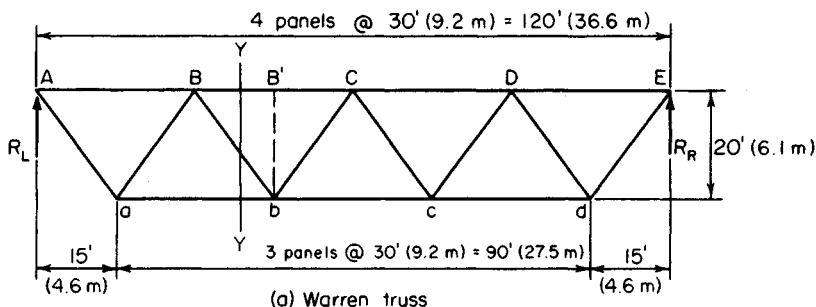 4 panels @ 30' (9.2 m) = 120' (36.6 m)
Y
A B B' C D E
R_L R_R 20' (6.1 m)
a b c d
Y
15' 3 panels @ 30' (9.2 m) = 90' (27.5 m) 15'
(4.6 m) (4.6 m)
(a) Warren truss